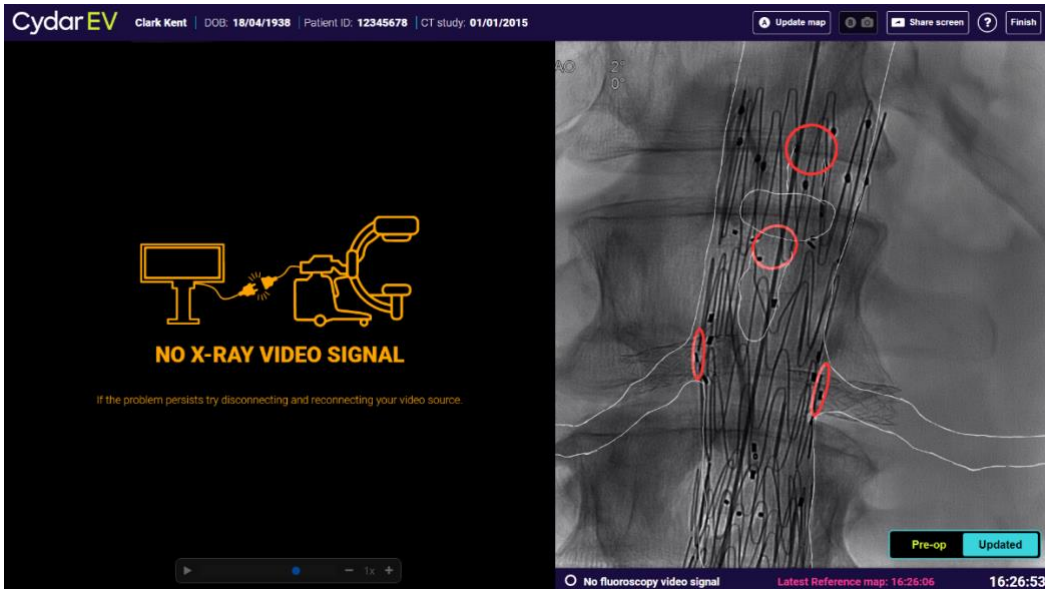 Cydar EV Clark Kent | DOB: 18/04/1938 | Patient ID: 12345678 | CT study: 01/01/2015 A Update map B Share screen ? Finish
AO 2°
0°
NO X-RAY VIDEO SIGNAL
If the problem persists try disconnecting and reconnecting your video source.
1x
Pre-op Updated
No fluoroscopy video signal Latest Reference map: 16:26:06 16:26:53